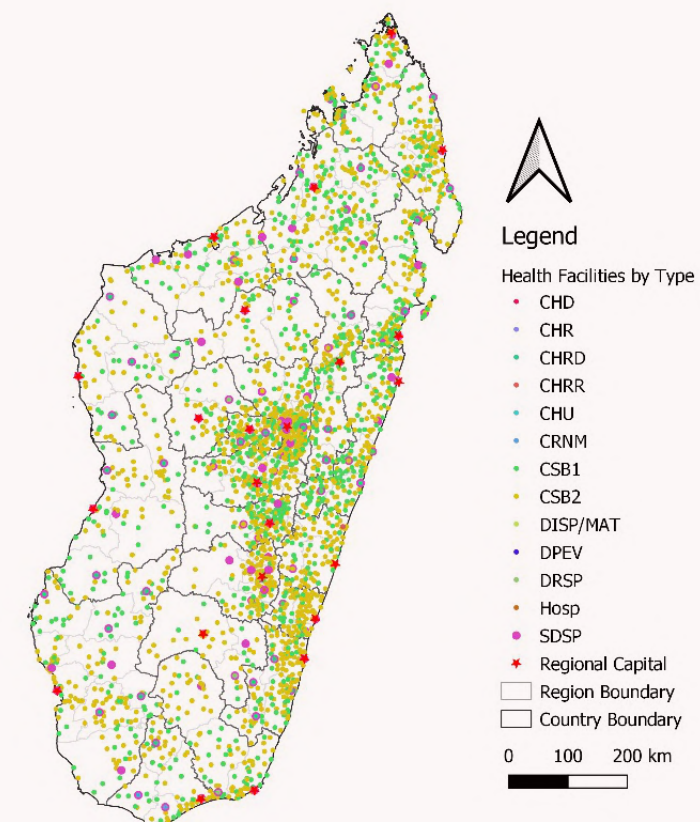 Legend
Health Facilities by Type
CHD
CHR
CHRD
CHRR
CHU
CRNM
CSB1
CSB2
DISP/MAT
DPEV
DRSP
Hosp
SDSP
Regional Capital
Region Boundary
Country Boundary
0 100 200 km